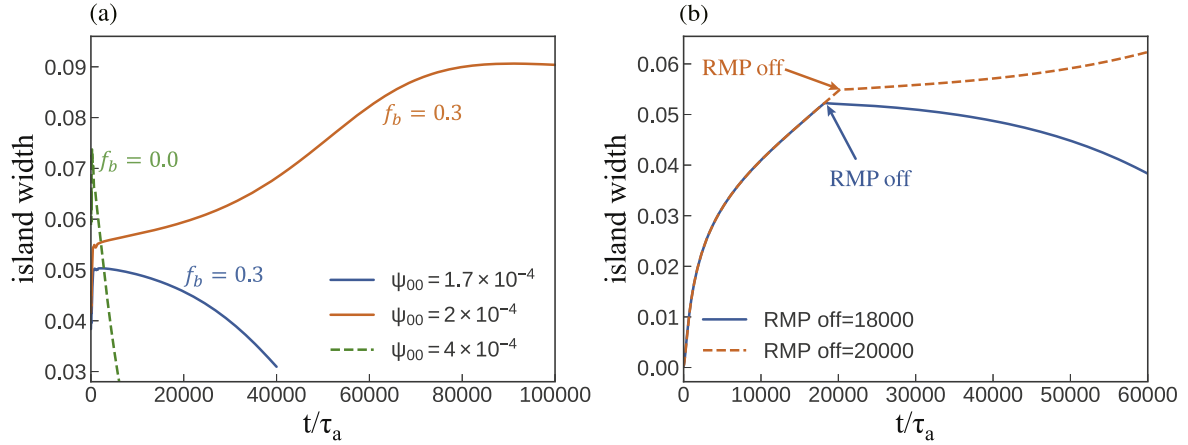 (a)
island width
0.09
0.08
0.07
0.06
0.05
0.04
0.03
f_b = 0.0
f_b = 0.3
f_b = 0.3
ψ₀₀ = 1.7 × 10⁻⁴
ψ₀₀ = 2 × 10⁻⁴
ψ₀₀ = 4 × 10⁻⁴
0 20000 40000 60000 80000 100000
t/τₐ
(b)
island width
0.06
0.05
0.04
0.03
0.02
0.01
0.00
RMP off
RMP off
RMP off=18000
RMP off=20000
0 10000 20000 30000 40000 50000 60000
t/τₐ